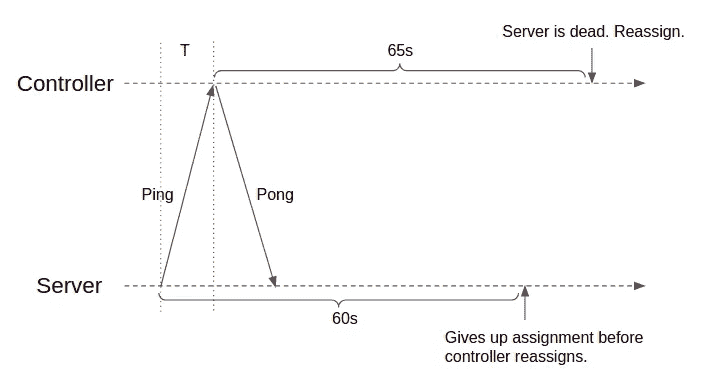 Server is dead. Reassign.
T
65s
Controller
Ping
Pong
Server
60s
Gives up assignment before
controller reassigns.